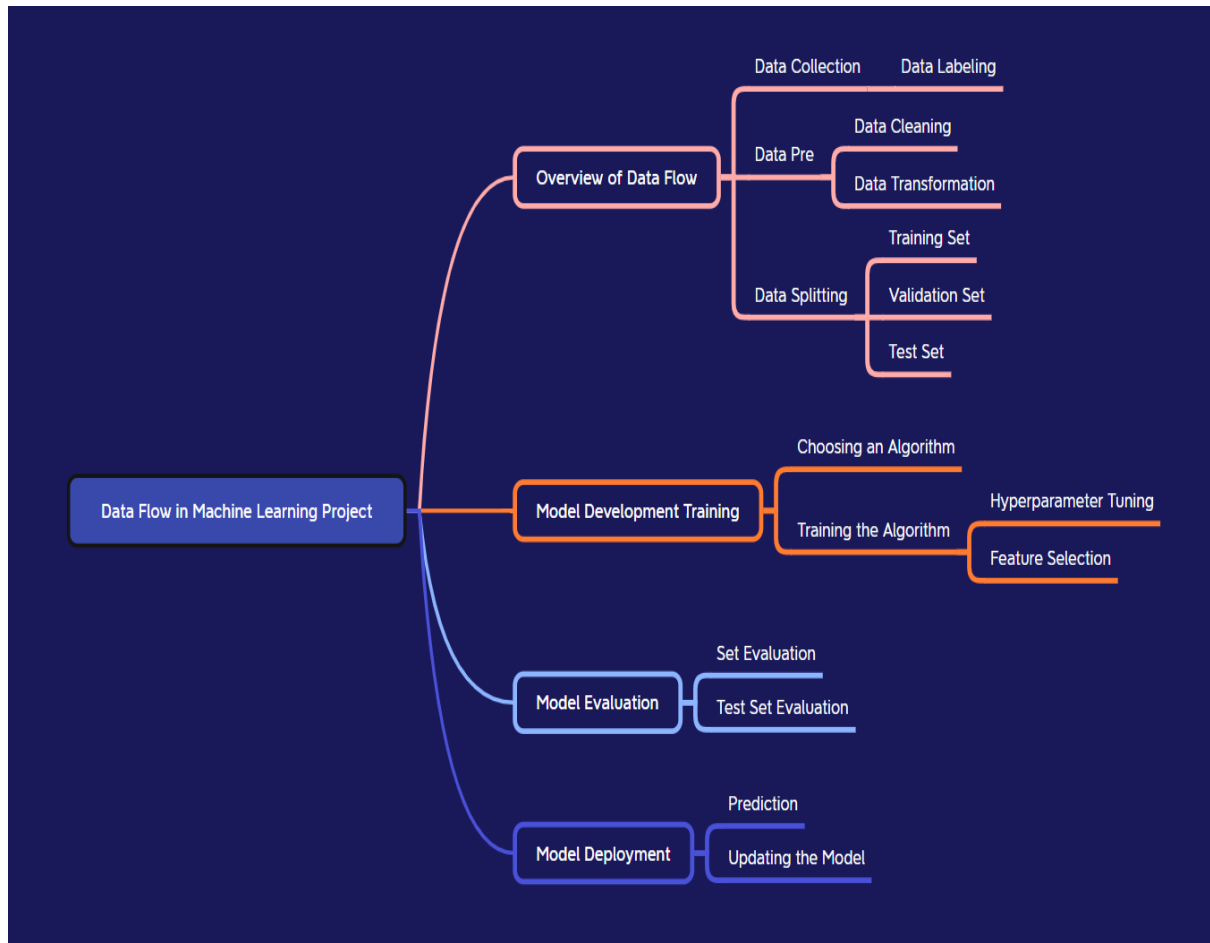 Data Flow in Machine Learning Project
Overview of Data Flow
Data Collection
Data Labeling
Data Pre
Data Cleaning
Data Transformation
Data Splitting
Training Set
Validation Set
Test Set
Model Development Training
Choosing an Algorithm
Training the Algorithm
Hyperparameter Tuning
Feature Selection
Model Evaluation
Set Evaluation
Test Set Evaluation
Model Deployment
Prediction
Updating the Model